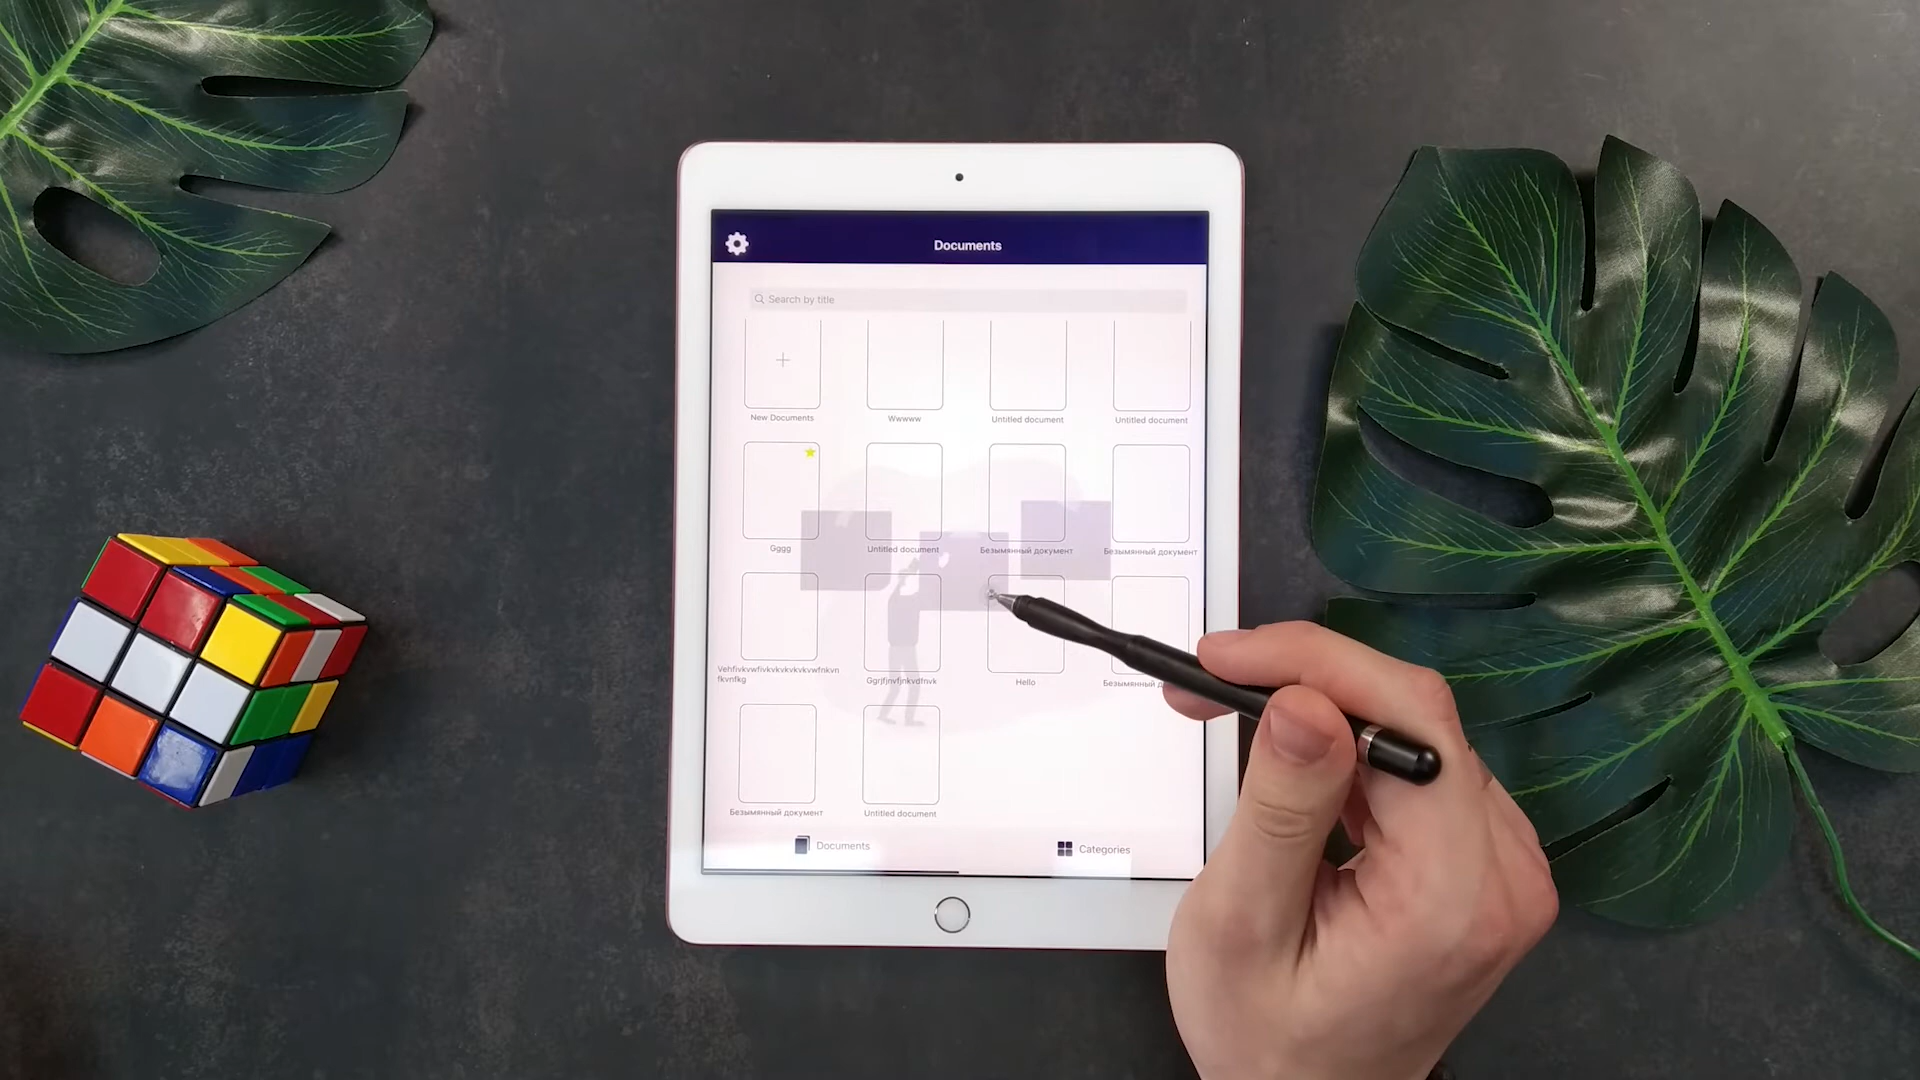 Documents
Search by title
New Documents
Wwwww
Untitled document
Untitled document
Gggg
Untitled document
Безымянный документ
Безымянный документ
Vehfivkvwfivkvkvkvkvkvwfnkvn
fkvnfkg
Ggrjfjnvfjnkvdfnvk
Hello
Безымянный
Безымянный документ
Untitled document
Documents
Categories